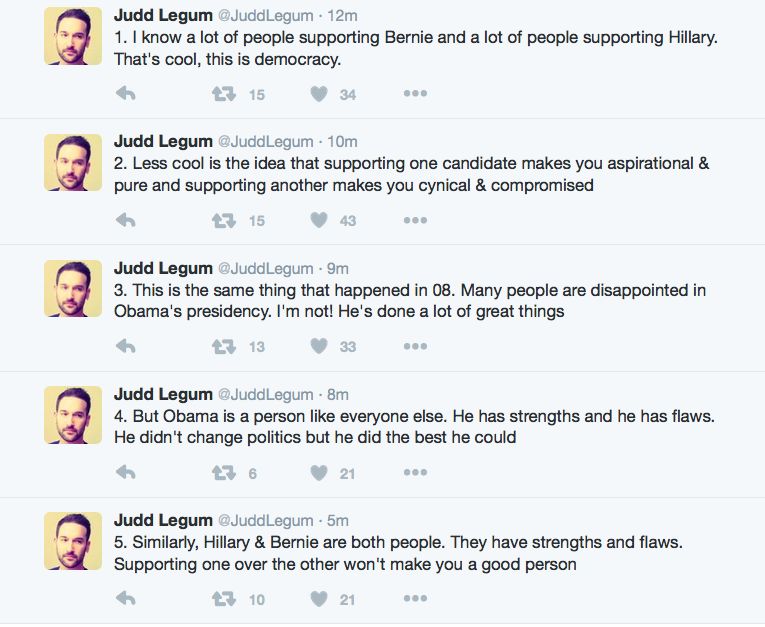 Judd Legum @JuddLegum · 12m
1. I know a lot of people supporting Bernie and a lot of people supporting Hillary.
That's cool, this is democracy.
15 34
Judd Legum @JuddLegum · 10m
2. Less cool is the idea that supporting one candidate makes you aspirational &
pure and supporting another makes you cynical & compromised
15 43
Judd Legum @JuddLegum · 9m
3. This is the same thing that happened in 08. Many people are disappointed in
Obama's presidency. I'm not! He's done a lot of great things
13 33
Judd Legum @JuddLegum · 8m
4. But Obama is a person like everyone else. He has strengths and he has flaws.
He didn't change politics but he did the best he could
6 21
Judd Legum @JuddLegum · 5m
5. Similarly, Hillary & Bernie are both people. They have strengths and flaws.
Supporting one over the other won't make you a good person
10 21